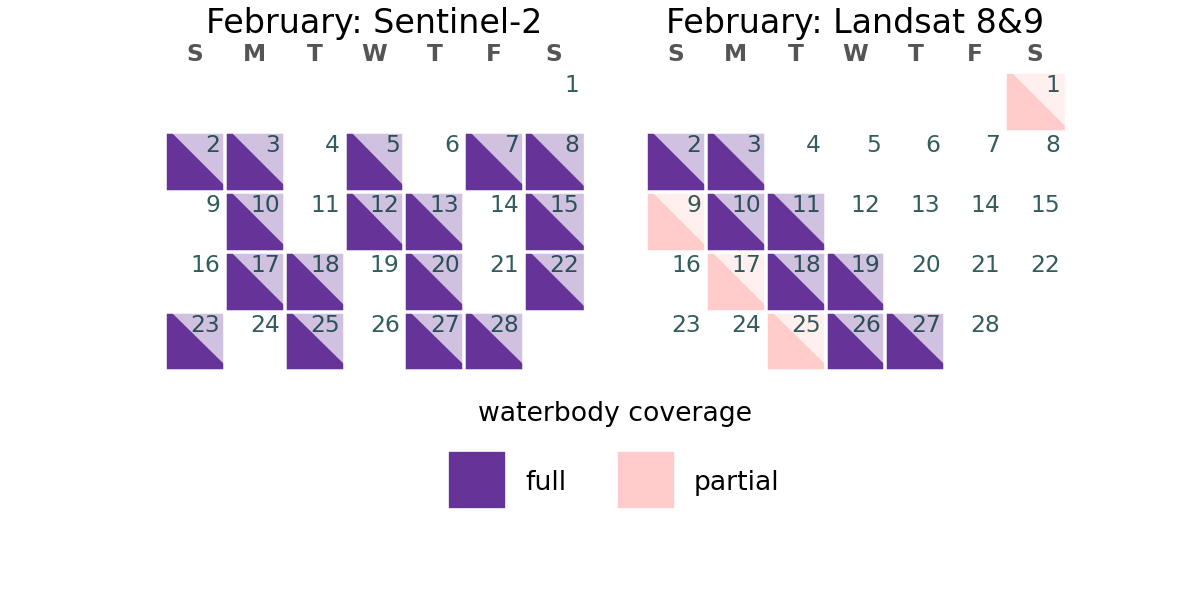 February: Sentinel-2
S M T W T F S
1
2 3 4 5 6 7 8
9 10 11 12 13 14 15
16 17 18 19 20 21 22
23 24 25 26 27 28
February: Landsat 8&9
S M T W T F S
1
2 3 4 5 6 7 8
9 10 11 12 13 14 15
16 17 18 19 20 21 22
23 24 25 26 27 28
waterbody coverage
full partial